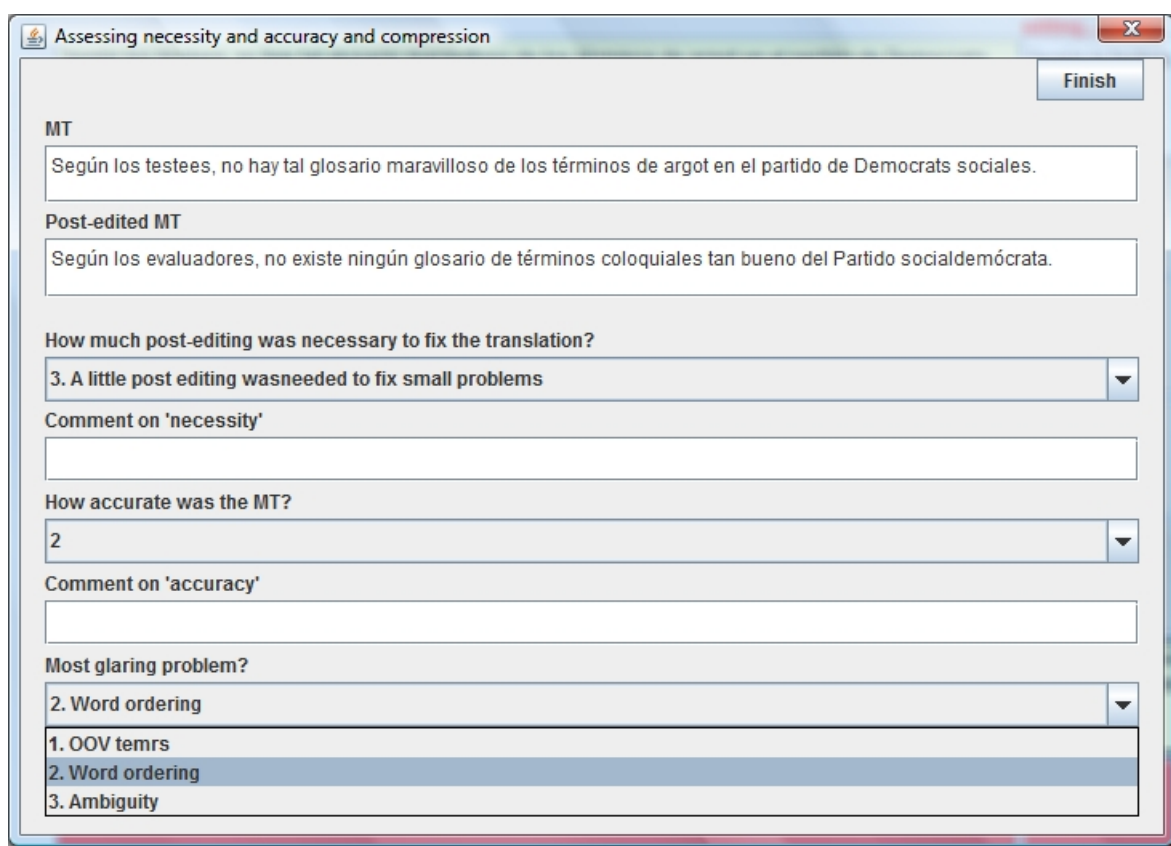 Assessing necessity and accuracy and compression
Finish
MT
Según los testees, no hay tal glosario maravilloso de los términos de argot en el partido de Democrats sociales.
Post-edited MT
Según los evaluadores, no existe ningún glosario de términos coloquiales tan bueno del Partido socialdemócrata.
How much post-editing was necessary to fix the translation?
3. A little post editing wasneeded to fix small problems
Comment on 'necessity'
How accurate was the MT?
2
Comment on 'accuracy'
Most glaring problem?
2. Word ordering
1. OOV temrs
2. Word ordering
3. Ambiguity